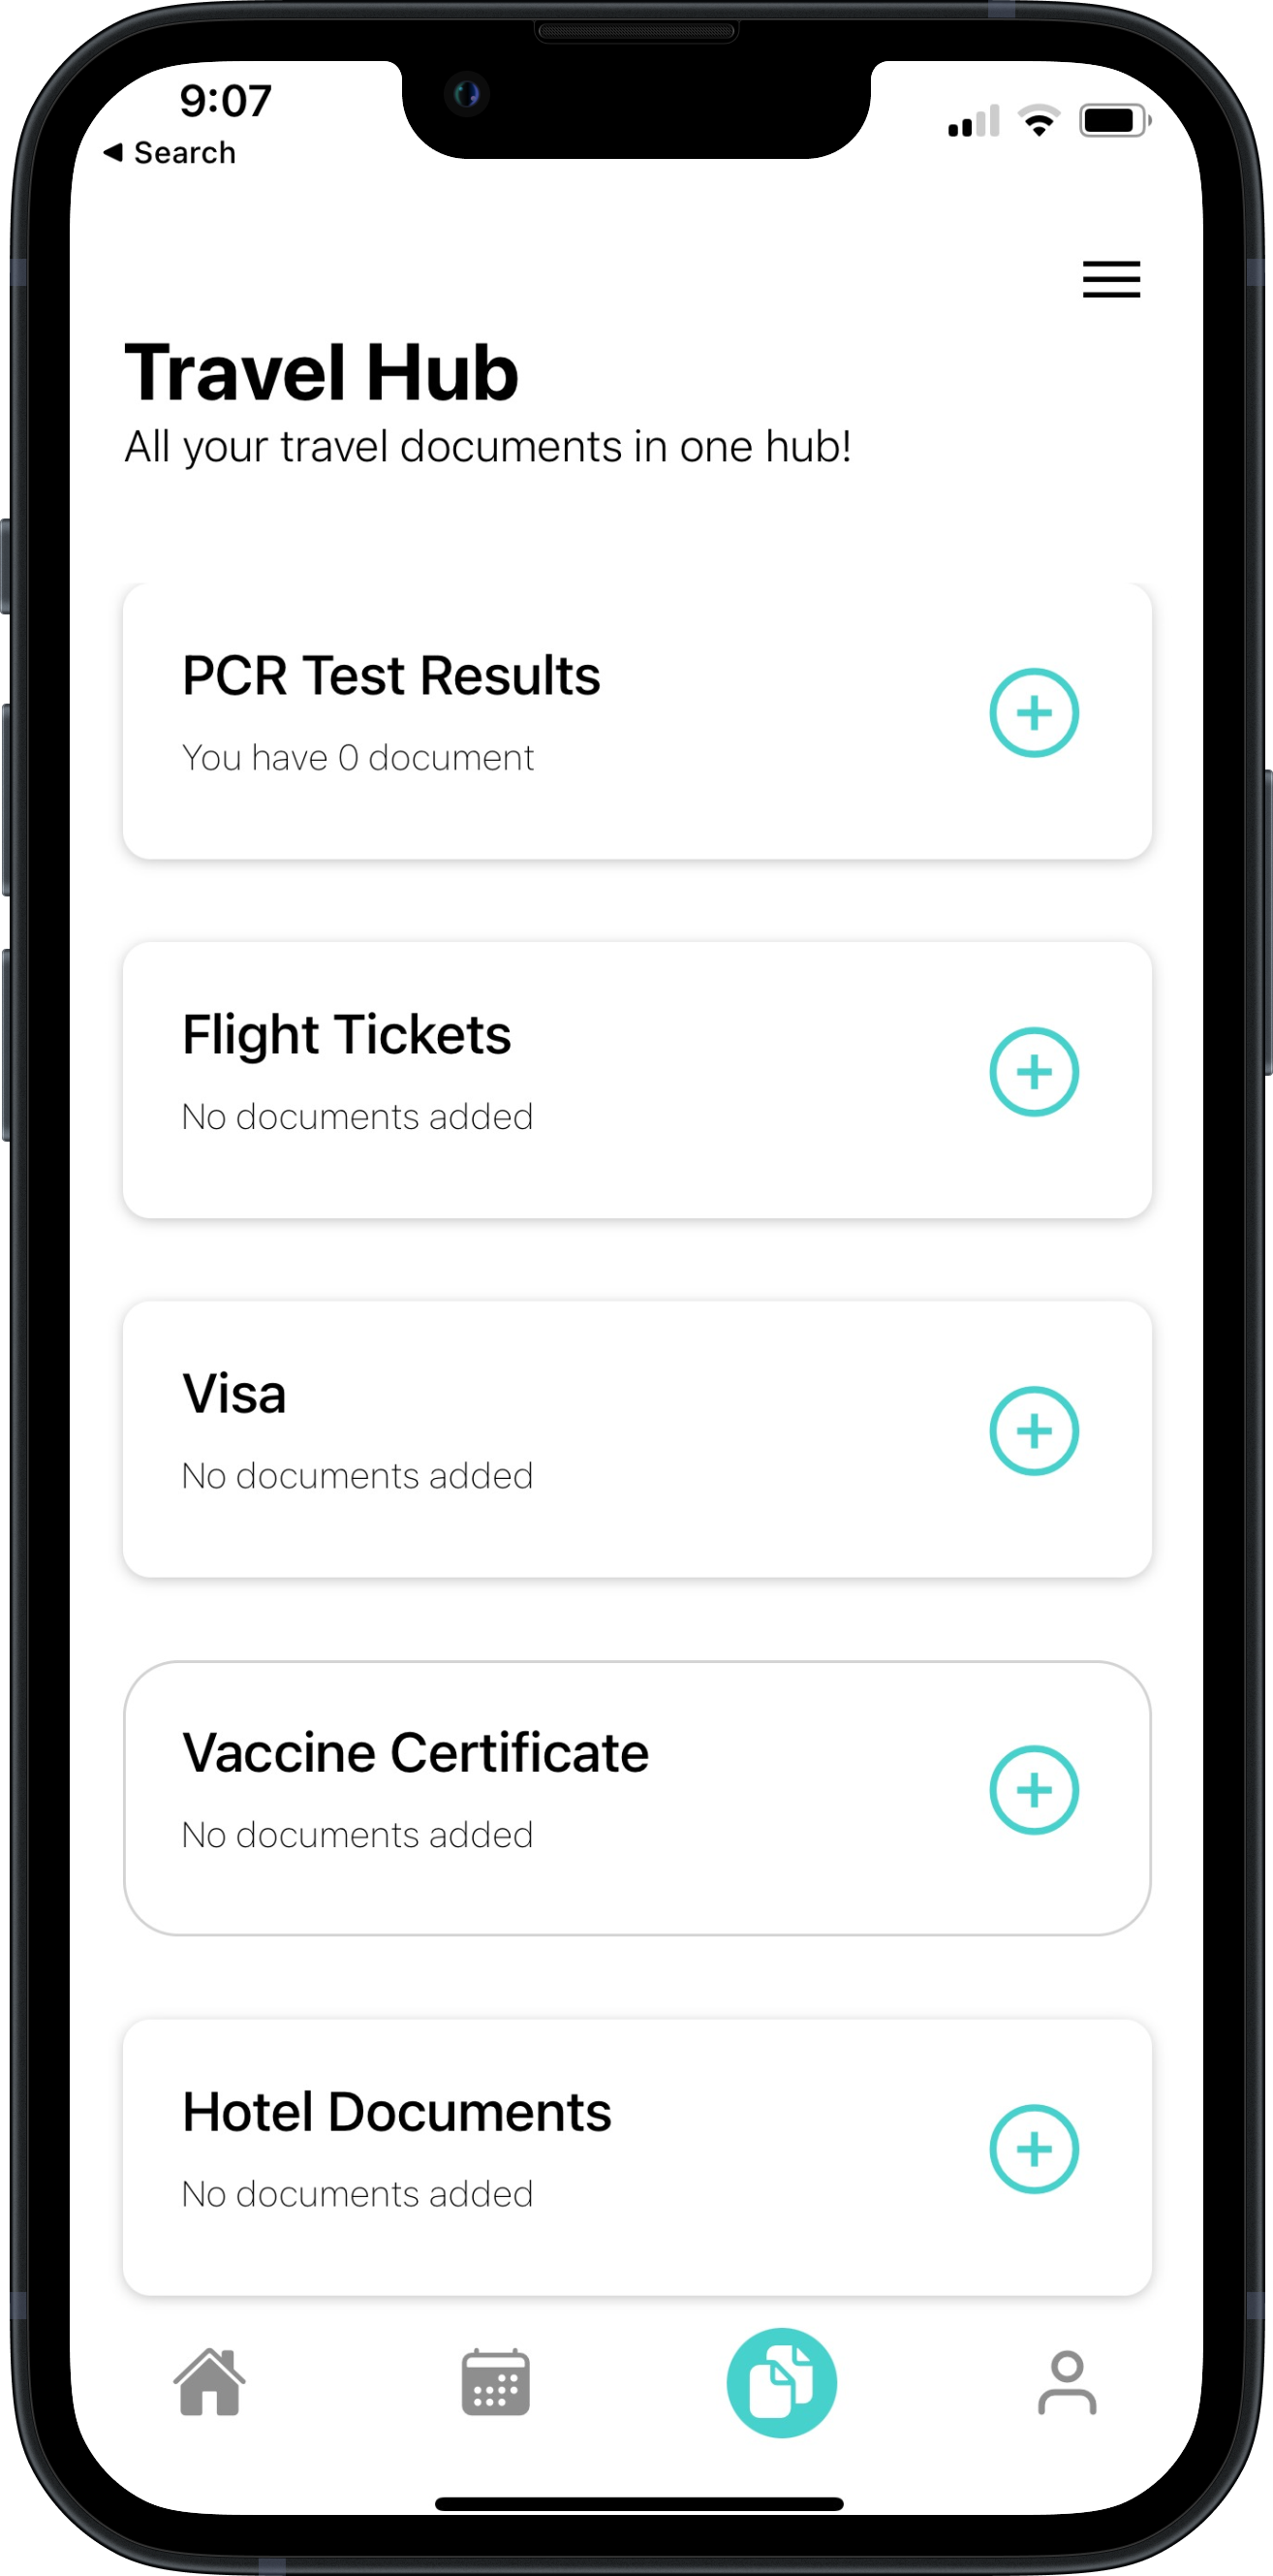 9:07
◀ Search
Travel Hub
All your travel documents in one hub!
PCR Test Results
You have 0 document
Flight Tickets
No documents added
Visa
No documents added
Vaccine Certificate
No documents added
Hotel Documents
No documents added